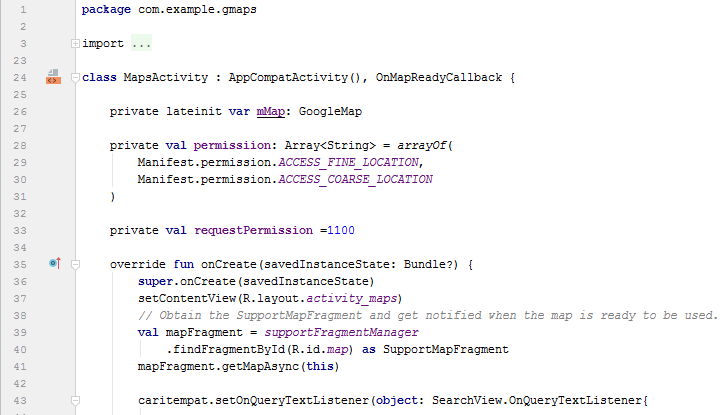 1 package com.example.gmaps
2
3 import ...
23
24 class MapsActivity : AppCompatActivity(), OnMapReadyCallback {
25
26 private lateinit var mMap: GoogleMap
27
28 private val permissiion: Array<String> = arrayOf(
29 Manifest.permission.ACCESS_FINE_LOCATION,
30 Manifest.permission.ACCESS_COARSE_LOCATION
31 )
32
33 private val requestPermission =1100
34
35 override fun onCreate(savedInstanceState: Bundle?) {
36 super.onCreate(savedInstanceState)
37 setContentView(R.layout.activity_maps)
38 // Obtain the SupportMapFragment and get notified when the map is ready to be used.
39 val mapFragment = supportFragmentManager
40 .findFragmentById(R.id.map) as SupportMapFragment
41 mapFragment.getMapAsync(this)
42
43 caritempat.setOnQueryTextListener(object: SearchView.OnQueryTextListener{